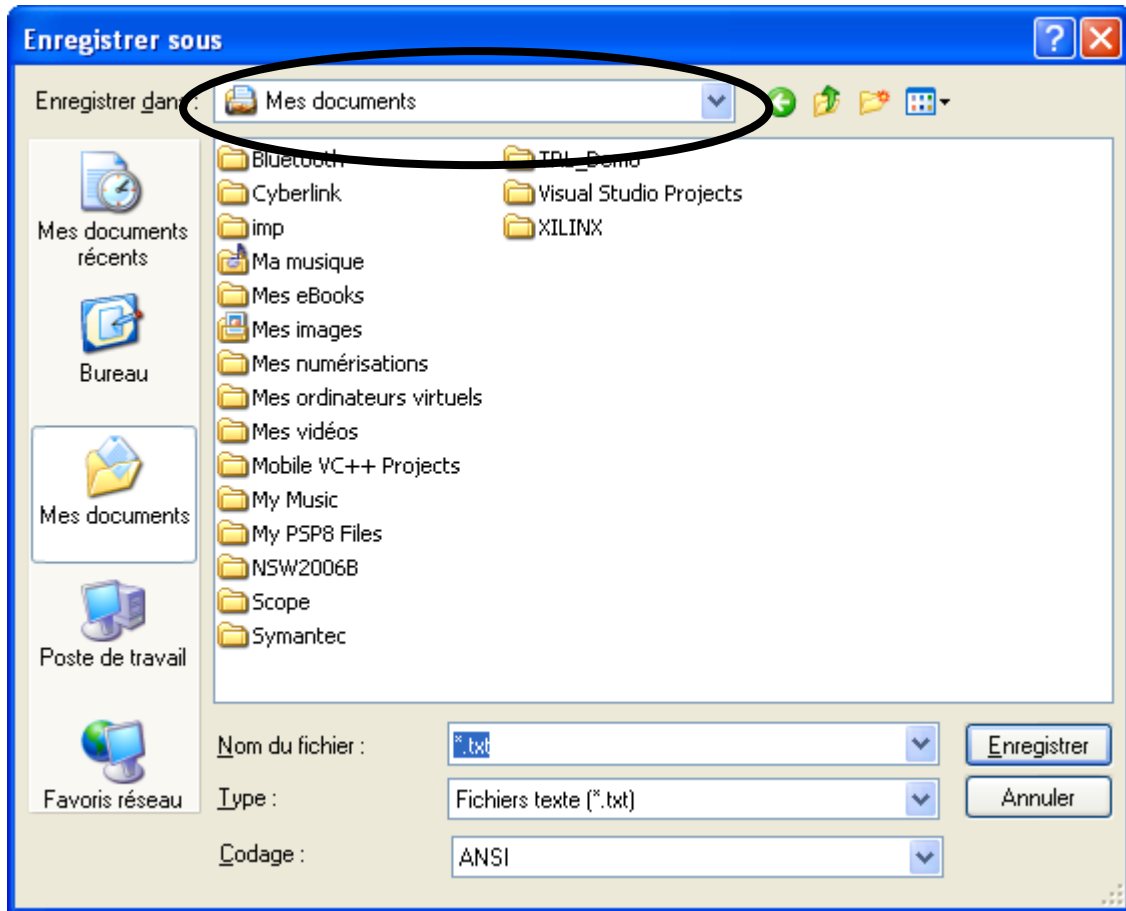 Enregistrer sous
Enregistrer dans :
Mes documents
Mes documents
récents
Bureau
Mes documents
Poste de travail
Favoris réseau
Bluetooth
Cyberlink
imp
Ma musique
Mes eBooks
Mes images
Mes numérisations
Mes ordinateurs virtuels
Mes vidéos
Mobile VC++ Projects
My Music
My PSP8 Files
NSW2006B
Scope
Symantec
TRL_Demo
Visual Studio Projects
XILINX
Nom du fichier :
*.txt
Enregistrer
Type :
Fichiers texte (*.txt)
Annuler
Codage :
ANSI